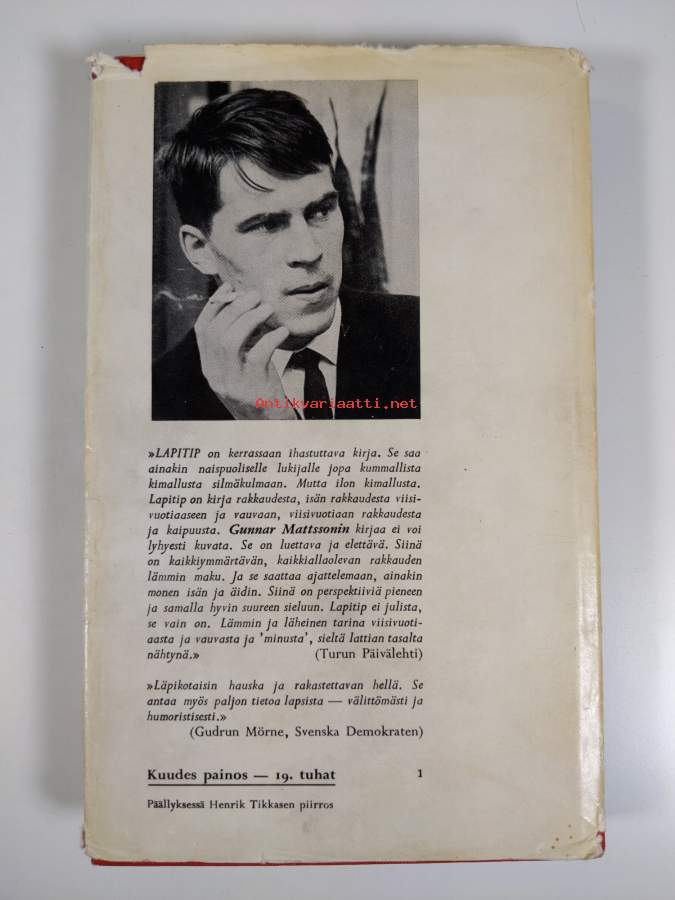 Antikvariaatti.net
»LAPITIP on kerrassaan ihastuttava kirja. Se saa
ainakin naispuoliselle lukijalle jopa kummallista
kimallusta silmäkulmaan. Mutta ilon kimallusta.
Lapitip on kirja rakkaudesta, isän rakkaudesta viisi-
vuotiaaseen ja vauvaan, viisivuotiaan rakkaudesta
ja kaipuusta. Gunnar Mattssonin kirjaa ei voi
lyhyesti kuvata. Se on luettava ja elettävä. Siinä
on kaikkiymmärtävän, kaikkiallaolevan rakkauden
lämmin maku. Ja se saattaa ajattelemaan, ainakin
monen isän ja äidin. Siinä on perspektiiviä pieneen
ja samalla hyvin suureen sieluun. Lapitip ei julista,
se vain on. Lämmin ja läheinen tarina viisivuoti-
aasta ja vauvasta ja 'minusta', sieltä lattian tasalta
nähtynä.» (Turun Päivälehti)
»Läpikotaisin hauska ja rakastettavan hellä. Se
antaa myös paljon tietoa lapsista — välittömästi ja
humoristisesti.»
(Gudrun Mörne, Svenska Demokraten)
Kuudes painos — 19. tuhat 1
Päällyksessä Henrik Tikkasen piirros